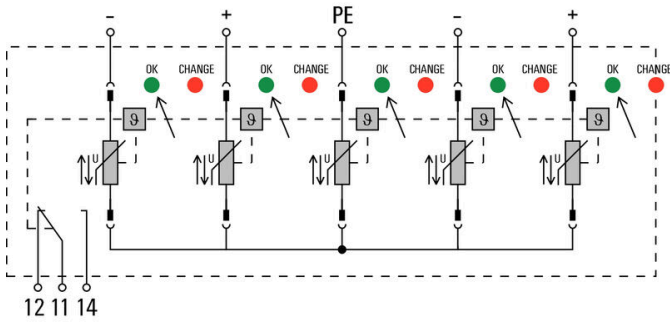 - + PE - +
OK CHANGE OK CHANGE OK CHANGE OK CHANGE OK CHANGE
ϑ ϑ ϑ ϑ ϑ
U U U U U
12 11 14